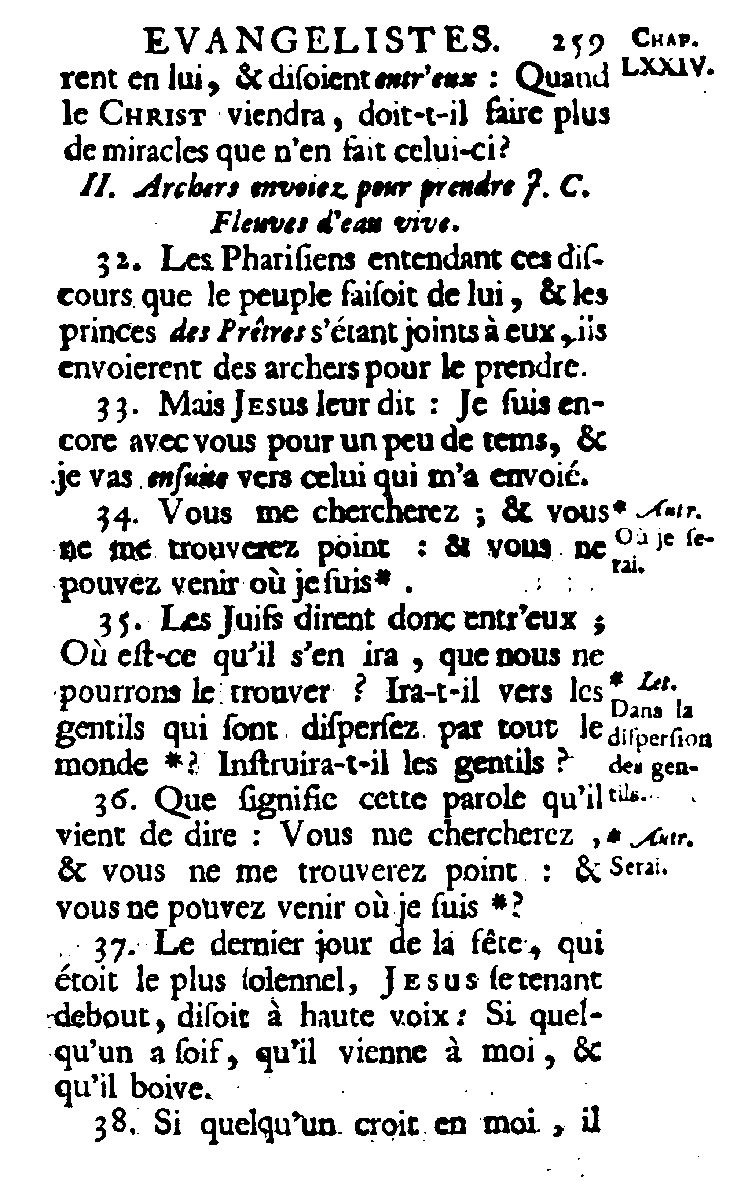 EVANGELISTES. 259 CHAP. LXXIV.
rent en lui, & diſoient entr'eux : Quand
le CHRIST viendra, doit-t-il faire plus
de miracles que n'en fait celui-ci?
II. Archers envoiez pour prendre J. C.
Fleuves d'eau vive.
32. Les Phariſiens entendant ces diſ-
cours que le peuple faiſoit de lui, & les
princes des Prêtres s'étant joints à eux, ils
envoierent des archers pour le prendre.
33. Mais JESUS leur dit : Je ſuis en-
core avec vous pour un peu de tems, &
je vas enſuite vers celui qui m'a envoié.
34. Vous me chercherez ; & vous
ne me trouverez point : & vous ne
pouvez venir où je ſuis* .
* Autr.
Où je ſe-
rai.
35. Les Juifs dirent donc entr'eux ;
Où eſt-ce qu'il s'en ira , que nous ne
pourrons le trouver ? Ira-t-il vers les
gentils qui ſont diſperſez par tout le
monde *? Inſtruira-t-il les gentils ?
* Let.
Dans la
diſperſion
des gen-
tils.
36. Que ſignifie cette parole qu'il
vient de dire : Vous me chercherez ,
& vous ne me trouverez point : &
vous ne pouvez venir où je ſuis *?
* Autr.
Serai.
37. Le dernier jour de la fête, qui
étoit le plus ſolennel, JESUS ſe tenant
debout, diſoit à haute voix : Si quel-
qu'un a ſoif, qu'il vienne à moi, &
qu'il boive.
38. Si quelqu'un croit en moi , il